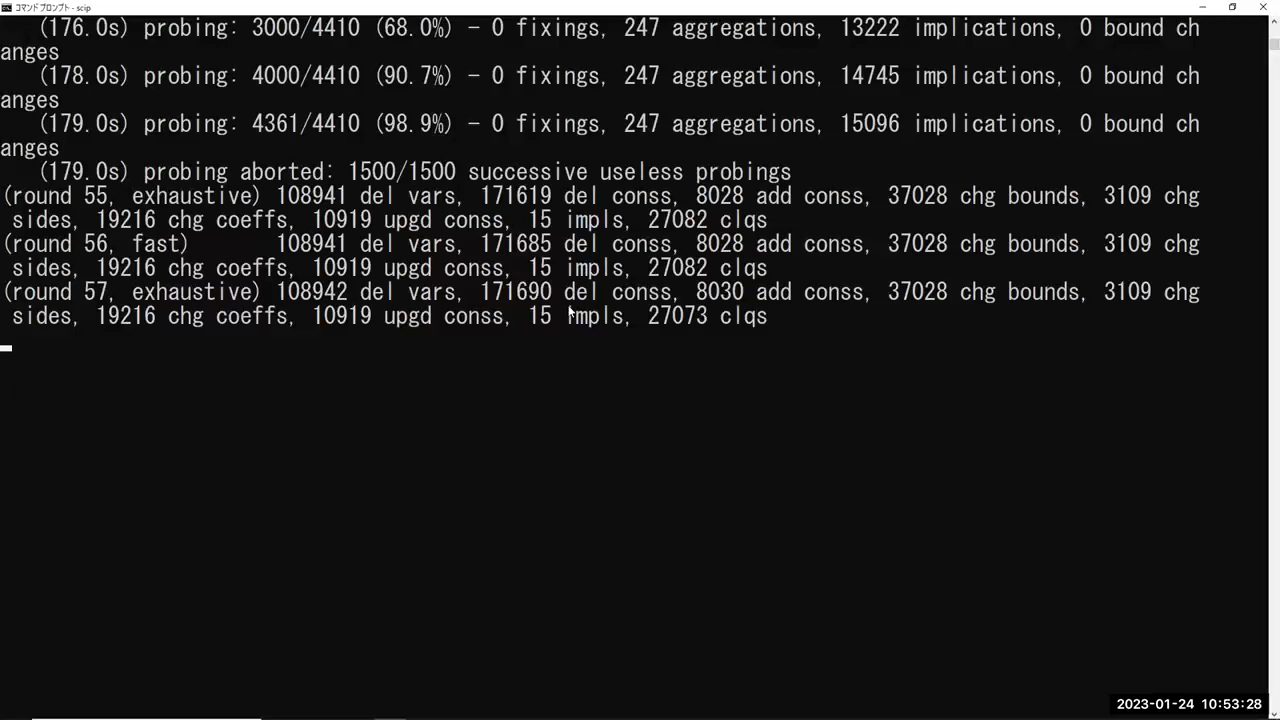 コマンド プロンプト - scip
(176.0s) probing: 3000/4410 (68.0%) – 0 fixings, 247 aggregations, 13222 implications, 0 bound ch
anges
(178.0s) probing: 4000/4410 (90.7%) – 0 fixings, 247 aggregations, 14745 implications, 0 bound ch
anges
(179.0s) probing: 4361/4410 (98.9%) – 0 fixings, 247 aggregations, 15096 implications, 0 bound ch
anges
(179.0s) probing aborted: 1500/1500 successive useless probings
(round 55, exhaustive) 108941 del vars, 171619 del conss, 8028 add conss, 37028 chg bounds, 3109 chg
sides, 19216 chg coeffs, 10919 upgd conss, 15 impls, 27082 clqs
(round 56, fast) 108941 del vars, 171685 del conss, 8028 add conss, 37028 chg bounds, 3109 chg
sides, 19216 chg coeffs, 10919 upgd conss, 15 impls, 27082 clqs
(round 57, exhaustive) 108942 del vars, 171690 del conss, 8030 add conss, 37028 chg bounds, 3109 chg
sides, 19216 chg coeffs, 10919 upgd conss, 15 impls, 27073 clqs
2023-01-24 10:53:28